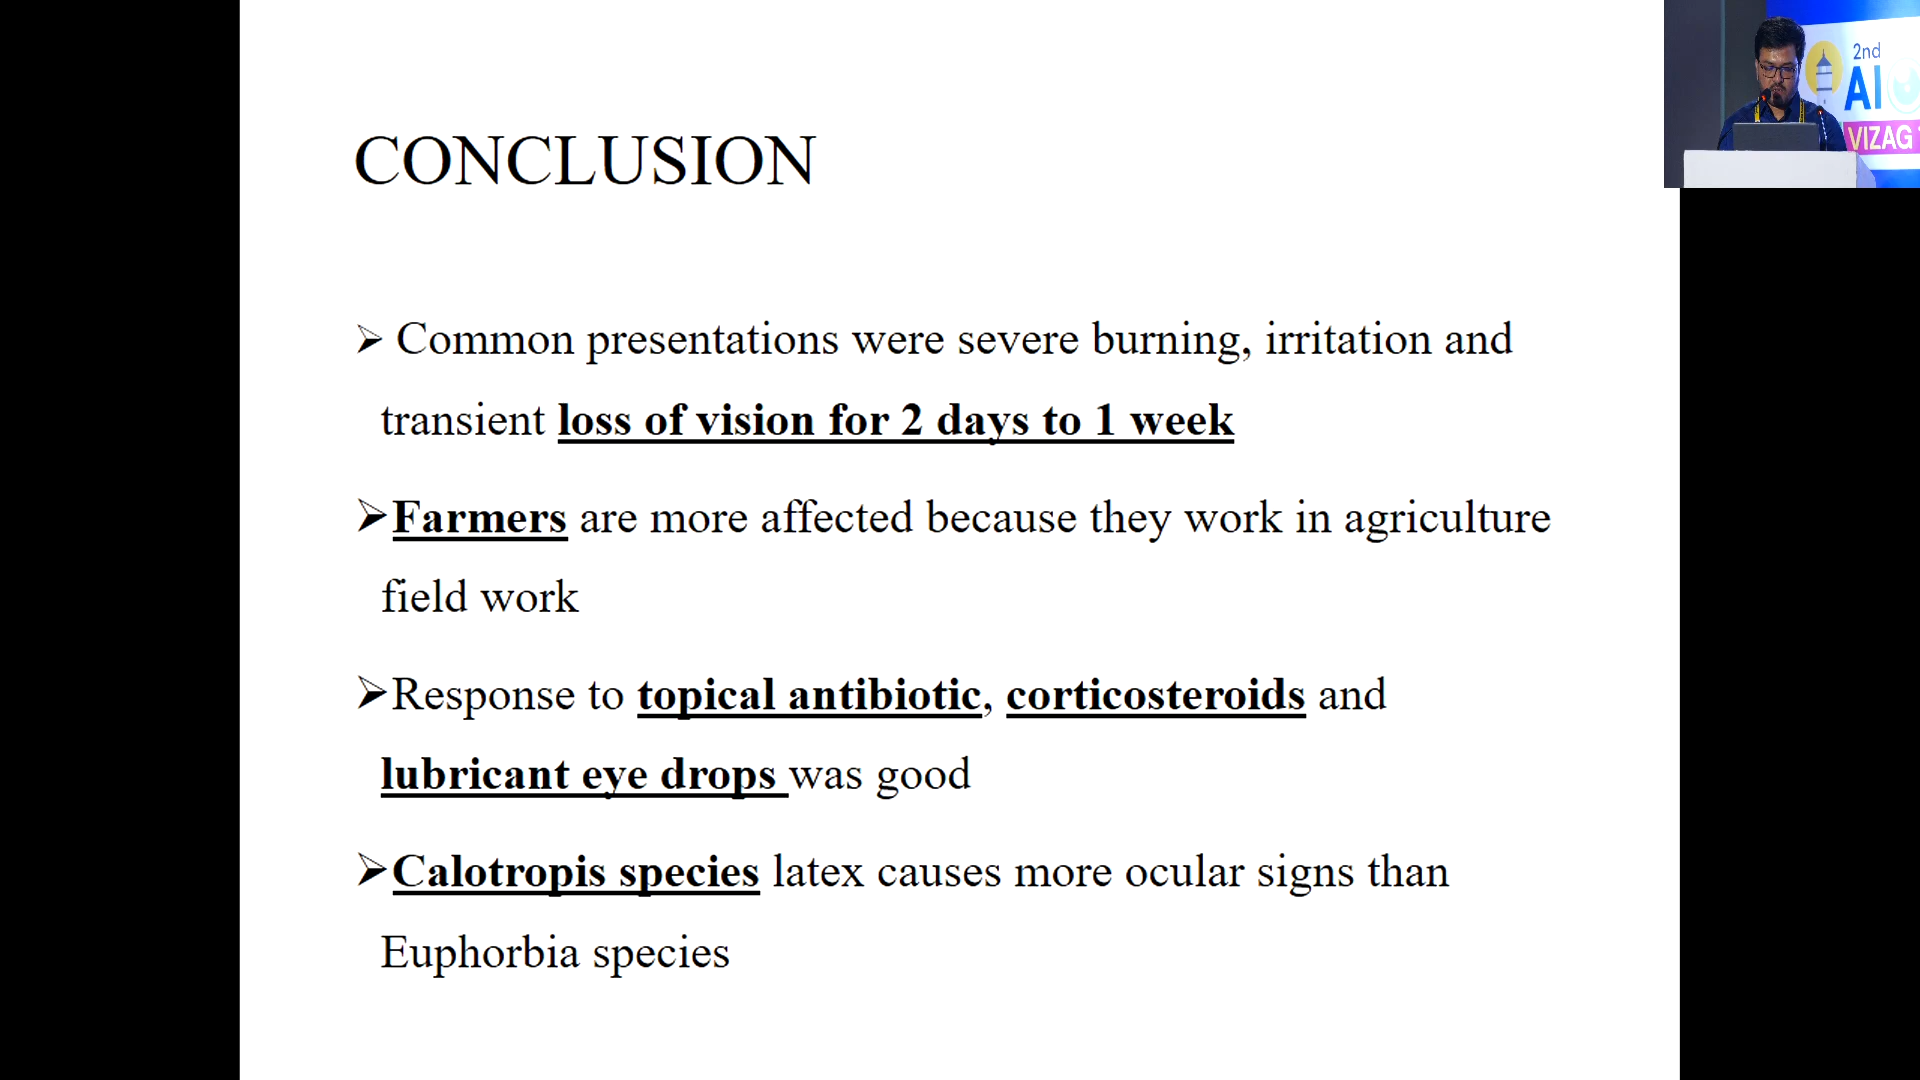 CONCLUSION
➢ Common presentations were severe burning, irritation and
transient loss of vision for 2 days to 1 week
➢Farmers are more affected because they work in agriculture
field work
➢Response to topical antibiotic, corticosteroids and
lubricant eye drops was good
➢Calotropis species latex causes more ocular signs than
Euphorbia species
2nd
AI
VIZAG